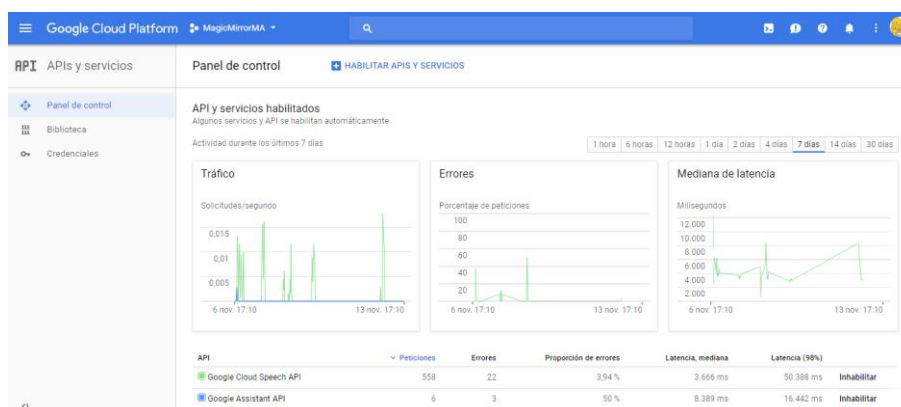 Google Cloud Platform MagicMirrorMA
API APIs y servicios
Panel de control
HABILITAR APIS Y SERVICIOS
Panel de control
Biblioteca
Credenciales
API y servicios habilitados
Algunos servicios y API se habilitan automáticamente
Actividad durante los últimos 7 días
1 hora 6 horas 12 horas 1 día 2 días 4 días 7 días 14 días 30 días
Tráfico
Solicitudes/segundo
0,015
0,01
0,005
6 nov. 17:10 13 nov. 17:10
Errores
Porcentaje de peticiones
100
80
60
40
20
6 nov. 17:10 13 nov. 17:10
Mediana de latencia
Milisegundos
12.000
10.000
8.000
6.000
4.000
2.000
6 nov. 17:10 13 nov. 17:10
API Peticiones Errores Proporción de errores Latencia, mediana Latencia (98%)
Google Cloud Speech API 558 22 3,94 % 3.666 ms 50.388 ms Inhabilitar
Google Assistant API 6 3 50 % 8.389 ms 16.442 ms Inhabilitar